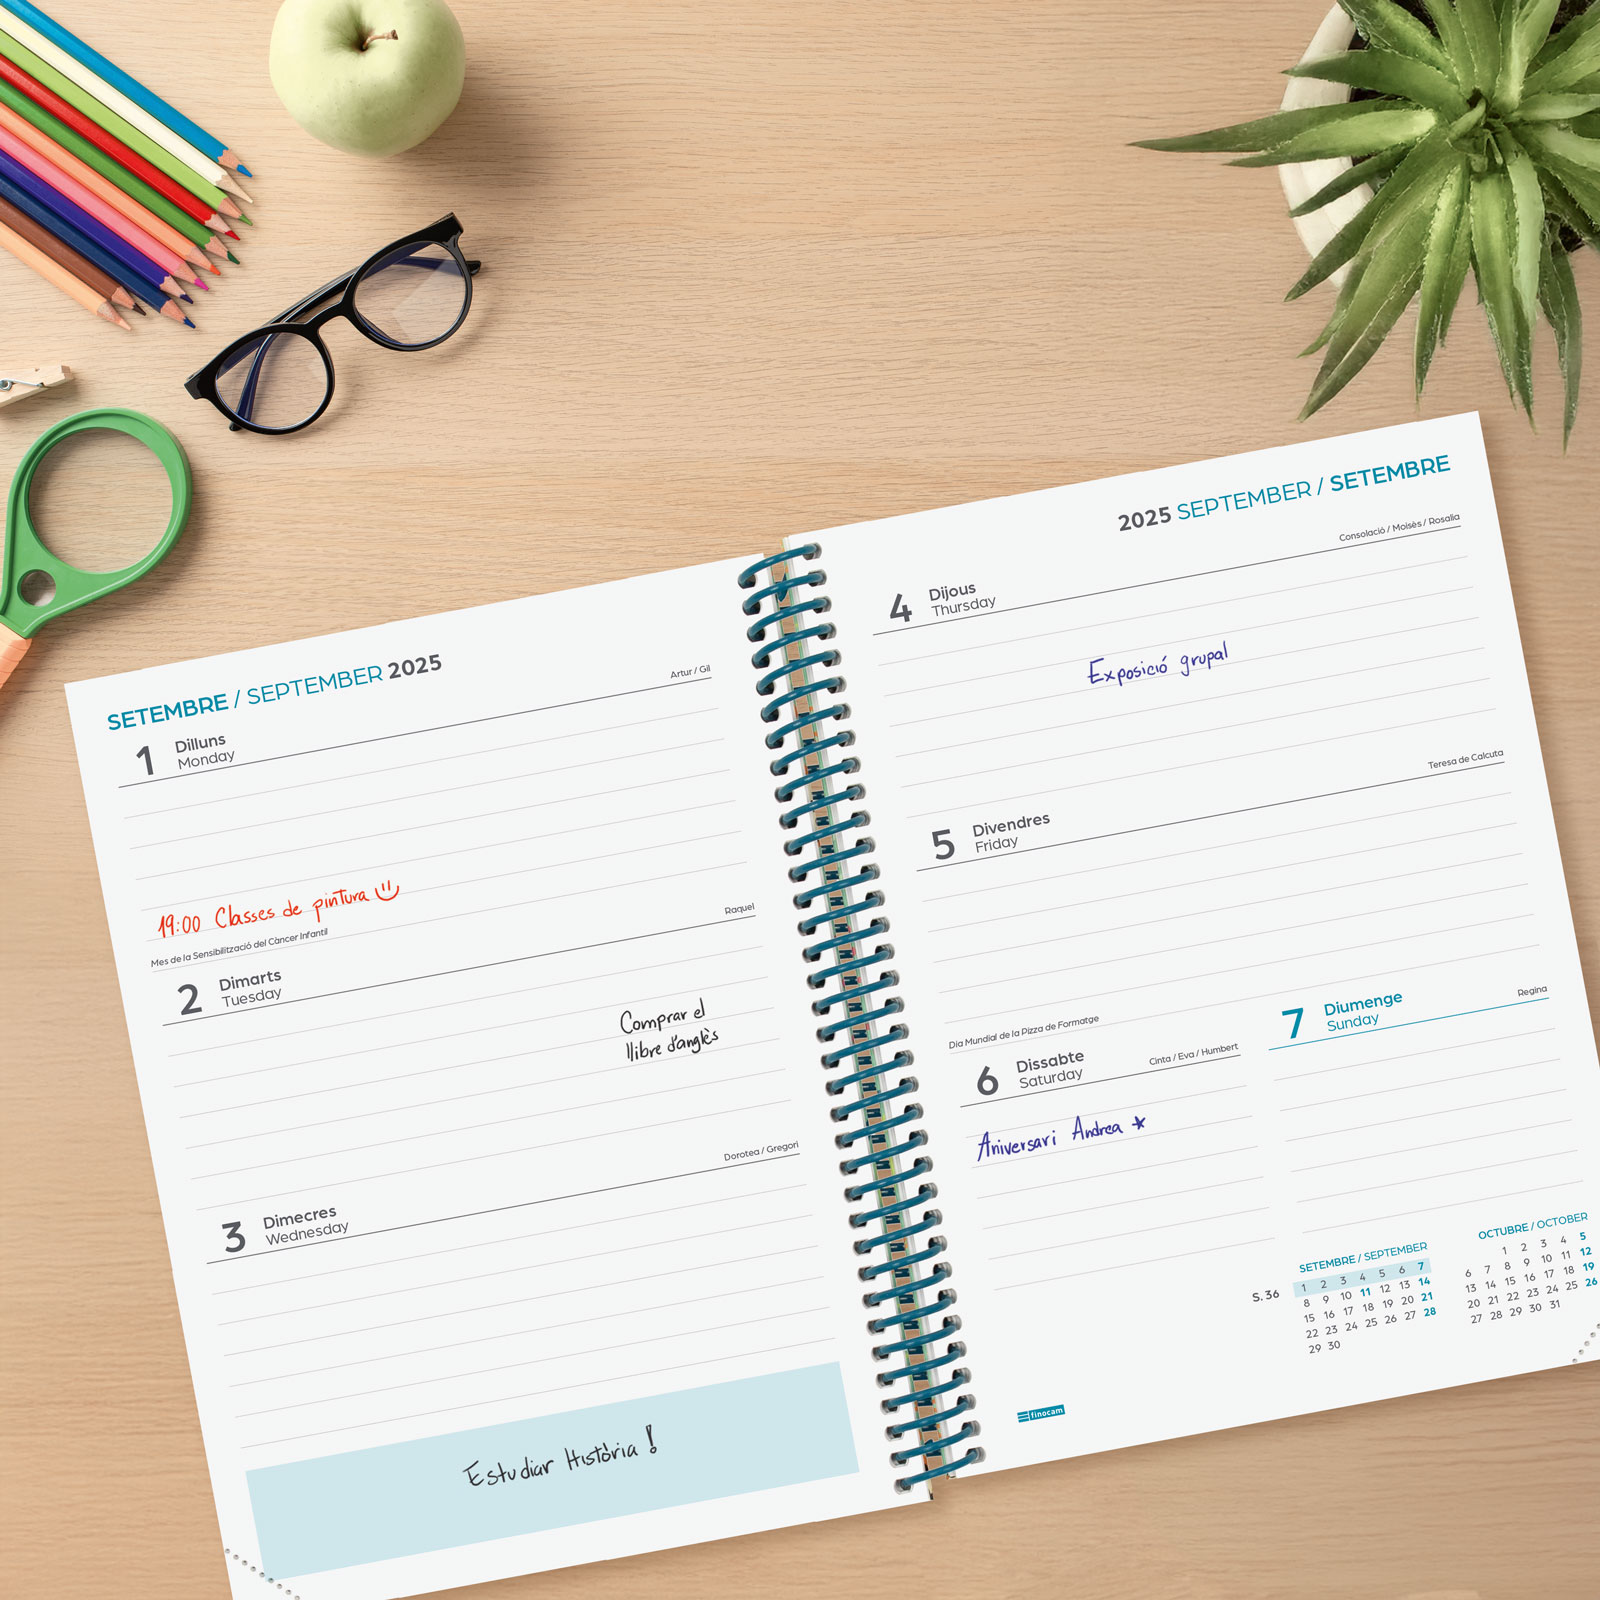 SETEMBRE / SEPTEMBER 2025
Artur / Gil
1 Dilluns
Monday
19:00 Classes de pintura
Mes de la Sensibilització del Càncer Infantil
Raquel
2 Dimarts
Tuesday
Comprar el
llibre d'anglès
Dorotea / Gregori
3 Dimecres
Wednesday
Estudiar Història !
2025 SEPTEMBER / SETEMBRE
Consolació / Moisès / Rosalia
4 Dijous
Thursday
Exposició grupal
Teresa de Calcuta
5 Divendres
Friday
Dia Mundial de la Pizza de Formatge
6 Dissabte
Saturday
Cinta / Eva / Humbert
Aniversari Andrea
7 Diumenge
Sunday
Regina
SETEMBRE / SEPTEMBER
S. 36
1 2 3 4 5 6 7
8 9 10 11 12 13 14
15 16 17 18 19 20 21
22 23 24 25 26 27 28
29 30
OCTUBRE / OCTOBER
1 2 3 4 5
6 7 8 9 10 11 12
13 14 15 16 17 18 19
20 21 22 23 24 25 26
27 28 29 30 31
finocam